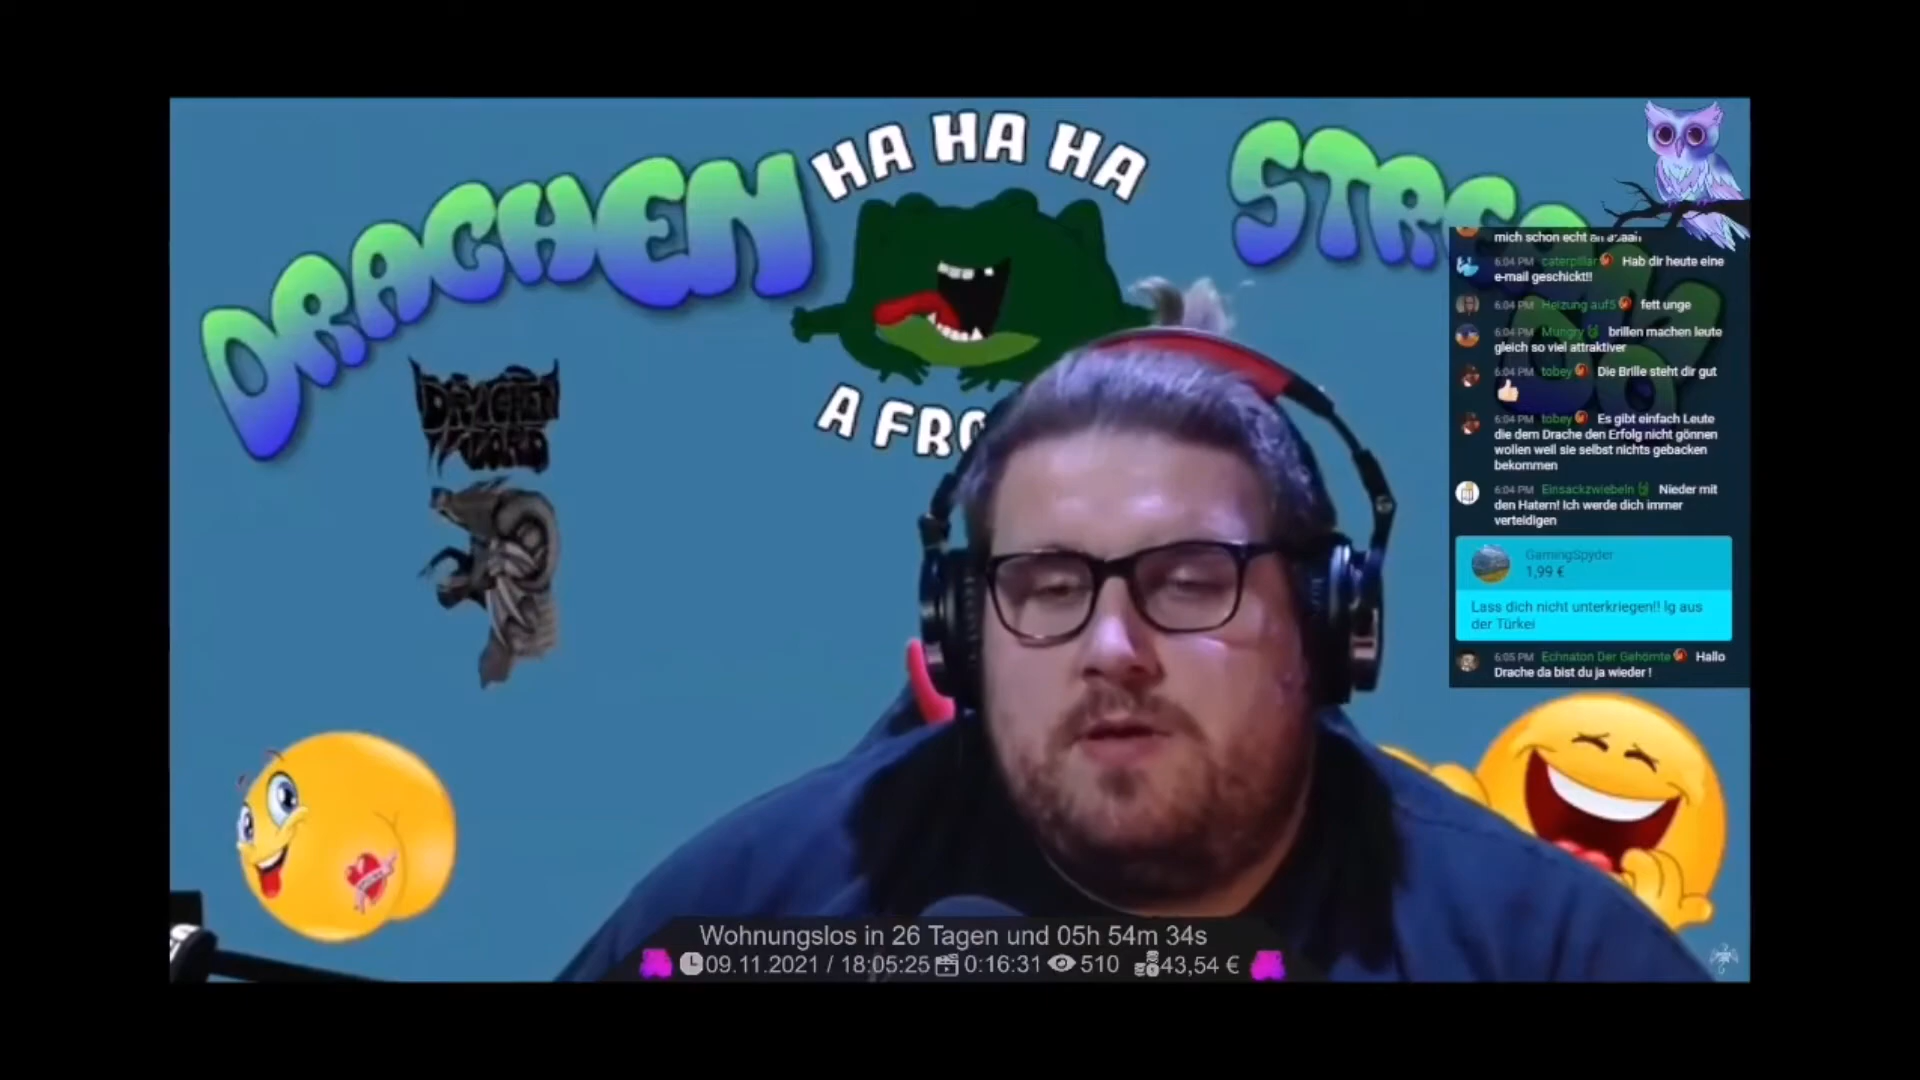 DRACHEN
HA HA HA
STRE
A FRO
DRACHEN
mich schon echt an
6:04 PM caterpillar Hab dir heute eine
e-mail geschickt!!
6:04 PM Heizung auf5 fett unge
6:04 PM Mungry brillen machen leute
gleich so viel attraktiver
6:04 PM tobey Die Brille steht dir gut
6:04 PM tobey Es gibt einfach Leute
die dem Drache den Erfolg nicht gönnen
wollen weil sie selbst nichts gebacken
bekommen
6:04 PM Einsackzwiebeln Nieder mit
den Hatern! Ich werde dich immer
verteidigen
GamingSpyder
1,99 €
Lass dich nicht unterkriegen!! lg aus
der Türkei
6:05 PM Echnaton Der Gehörnte Hallo
Drache da bist du ja wieder !
Wohnungslos in 26 Tagen und 05h 54m 34s
09.11.2021 / 18:05:25 0:16:31 510 43,54 €